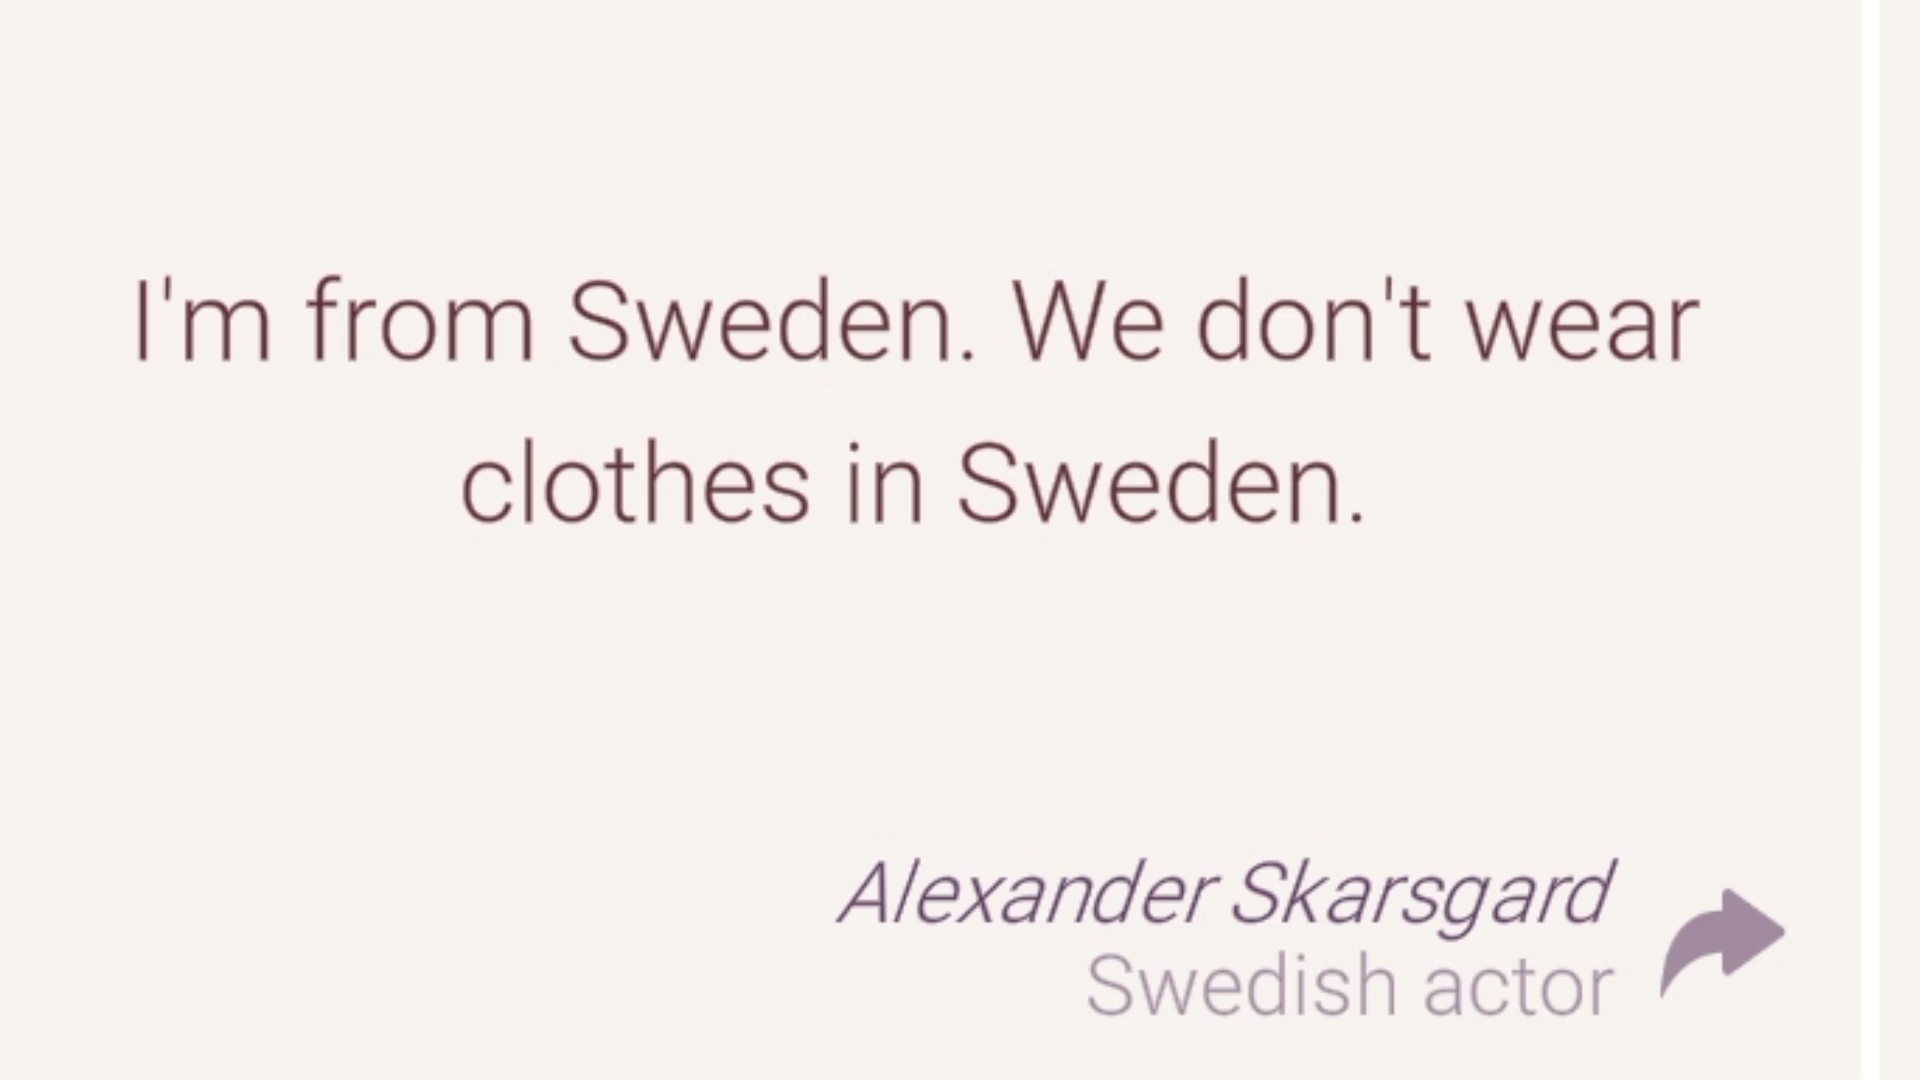 I'm from Sweden. We don't wear
clothes in Sweden.
Alexander Skarsgard
Swedish actor